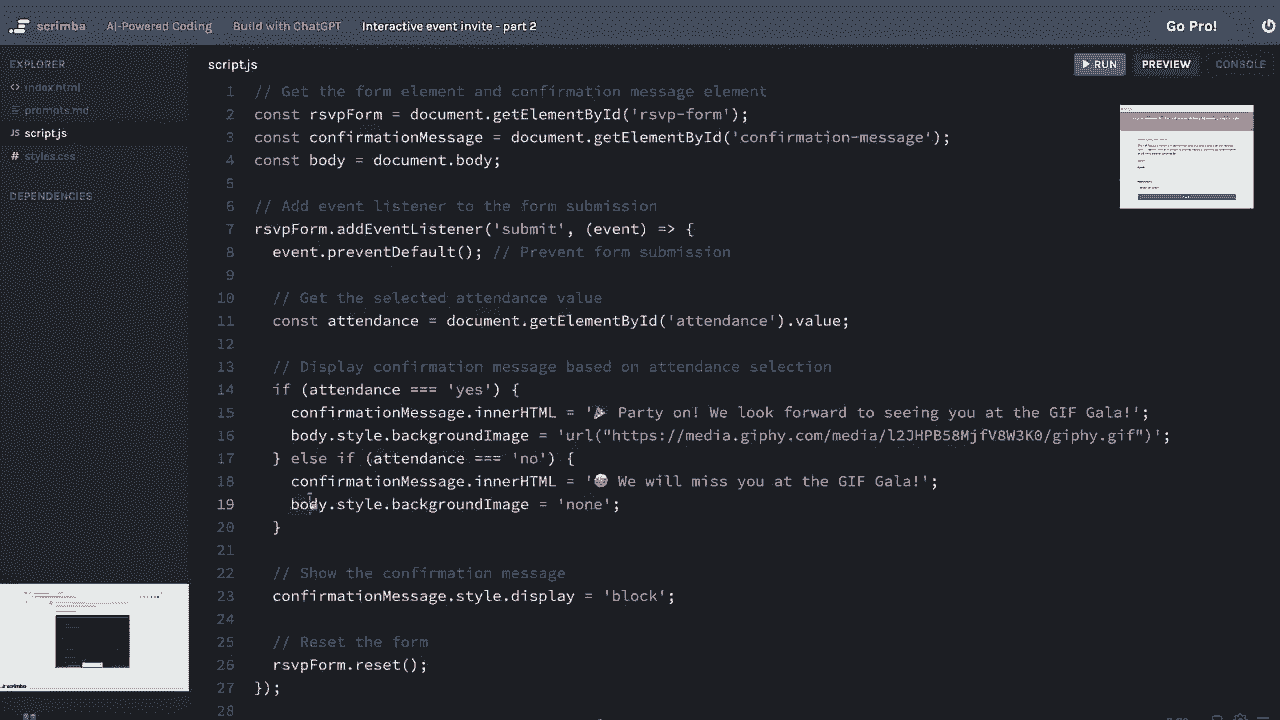 scrimba AI-Powered Coding Build with ChatGPT Interactive event invite - part 2 Go Pro!
EXPLORER
index.html
prompts.md
JS script.js
# styles.css
DEPENDENCIES
script.js
RUN PREVIEW CONSOLE
1 // Get the form element and confirmation message element
2 const rsvpForm = document.getElementById('rsvp-form');
3 const confirmationMessage = document.getElementById('confirmation-message');
4 const body = document.body;
5
6 // Add event listener to the form submission
7 rsvpForm.addEventListener('submit', (event) => {
8 event.preventDefault(); // Prevent form submission
9
10 // Get the selected attendance value
11 const attendance = document.getElementById('attendance').value;
12
13 // Display confirmation message based on attendance selection
14 if (attendance === 'yes') {
15 confirmationMessage.innerHTML = '🎉 Party on! We look forward to seeing you at the GIF Gala!';
16 body.style.backgroundImage = 'url("https://media.giphy.com/media/l2JHPB58MjfV8W3K0/giphy.gif")';
17 } else if (attendance === 'no') {
18 confirmationMessage.innerHTML = ' We will miss you at the GIF Gala!';
19 body.style.backgroundImage = 'none';
20 }
21
22 // Show the confirmation message
23 confirmationMessage.style.display = 'block';
24
25 // Reset the form
26 rsvpForm.reset();
27 });
28